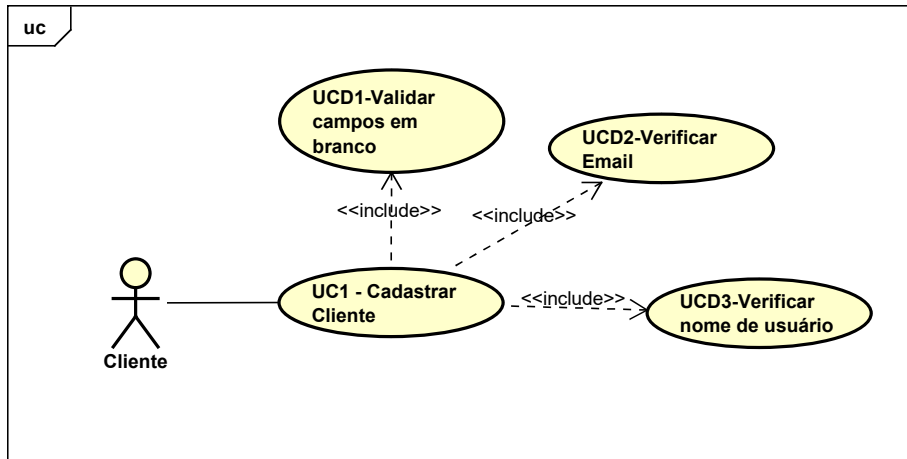 uc
UCD1-Validar
campos em
branco
UCD2-Verificar
Email
<<include>>
<<include>>
UC1 - Cadastrar
Cliente
<<include>>
UCD3-Verificar
nome de usuário
Cliente